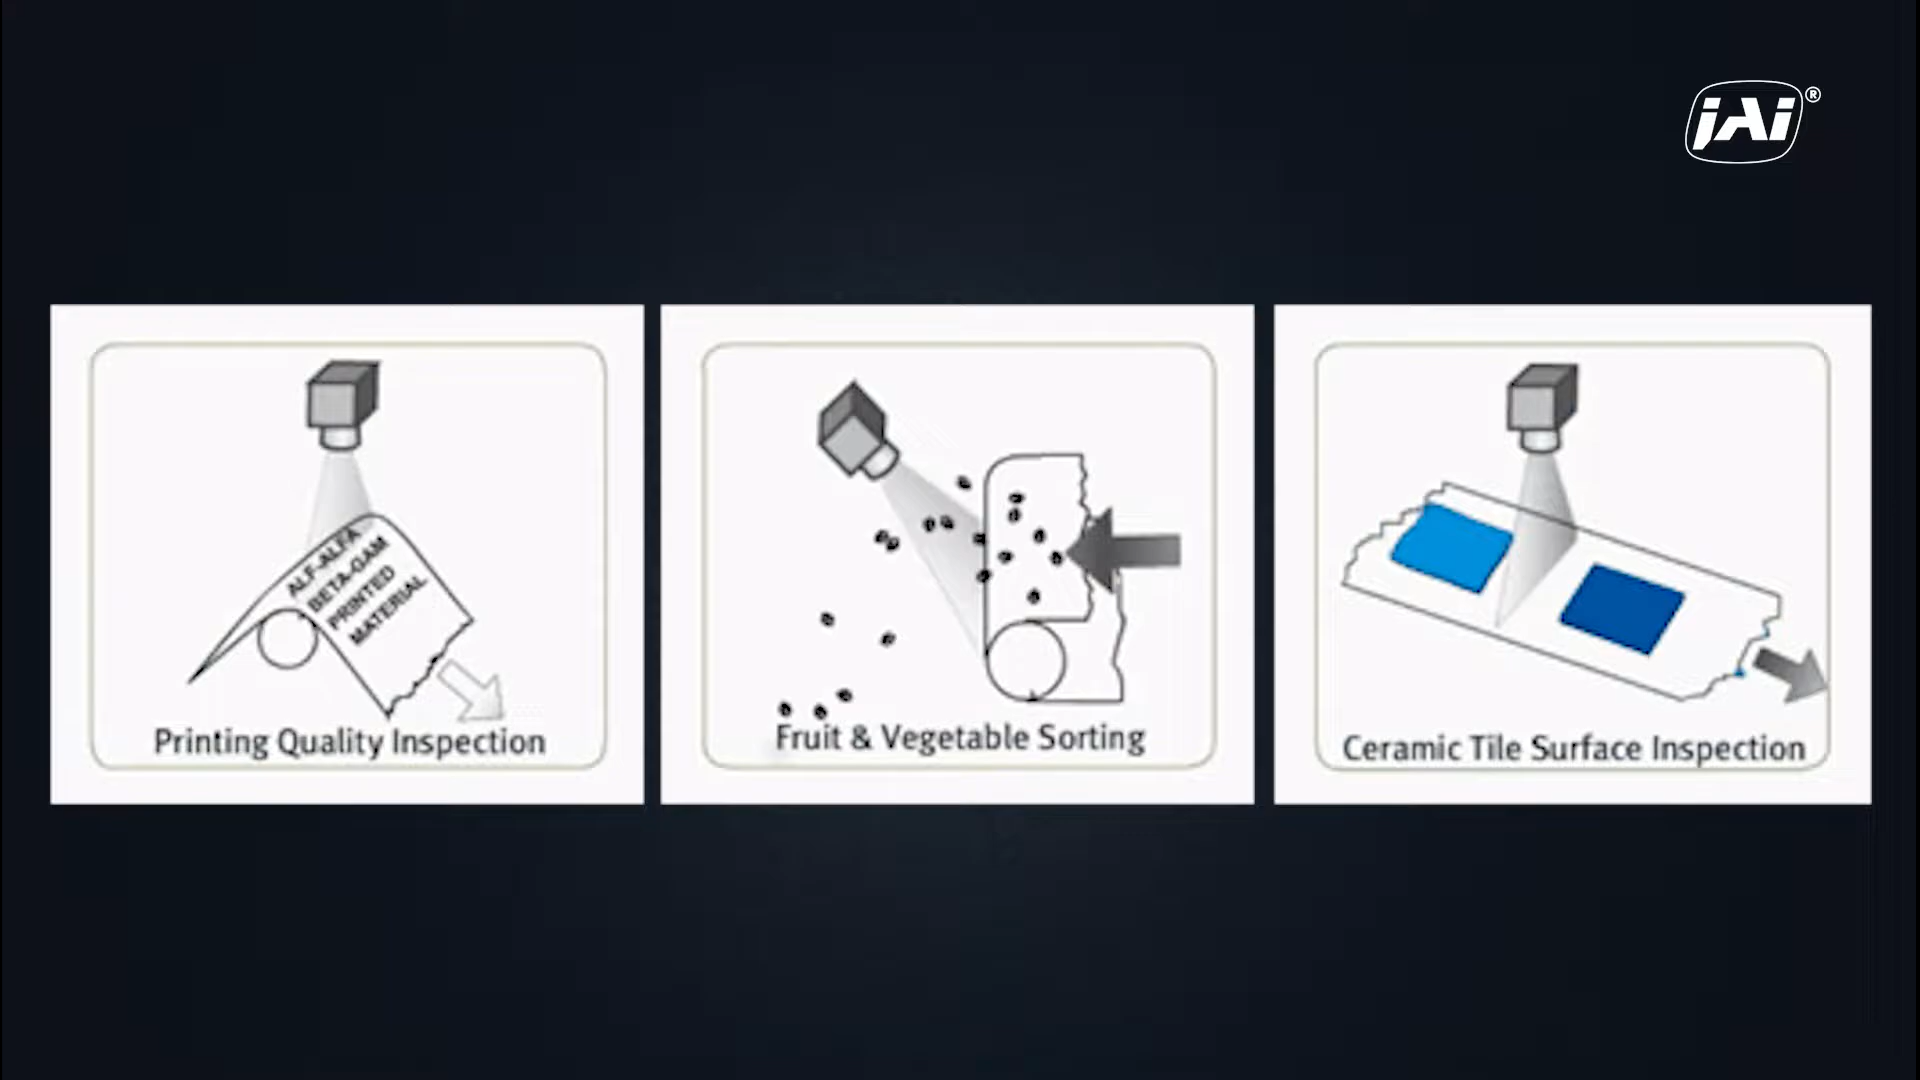 JAi®
ALF-ALFA
BETA-GAM
PRINTED
MATERIAL
Printing Quality Inspection
Fruit & Vegetable Sorting
Ceramic Tile Surface Inspection